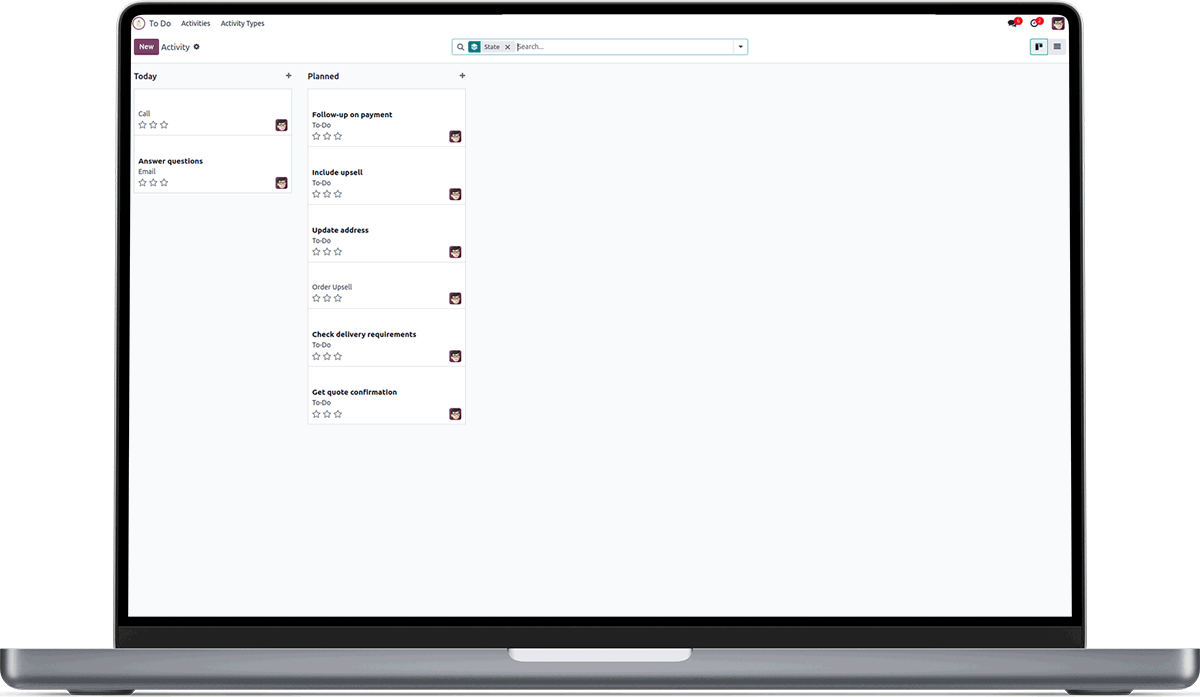 To Do Activities Activity Types
New Activity
State Search...
Today
Call
Answer questions
Email
Planned
Follow-up on payment
To-Do
Include upsell
To-Do
Update address
To-Do
Order Upsell
Check delivery requirements
To-Do
Get quote confirmation
To-Do